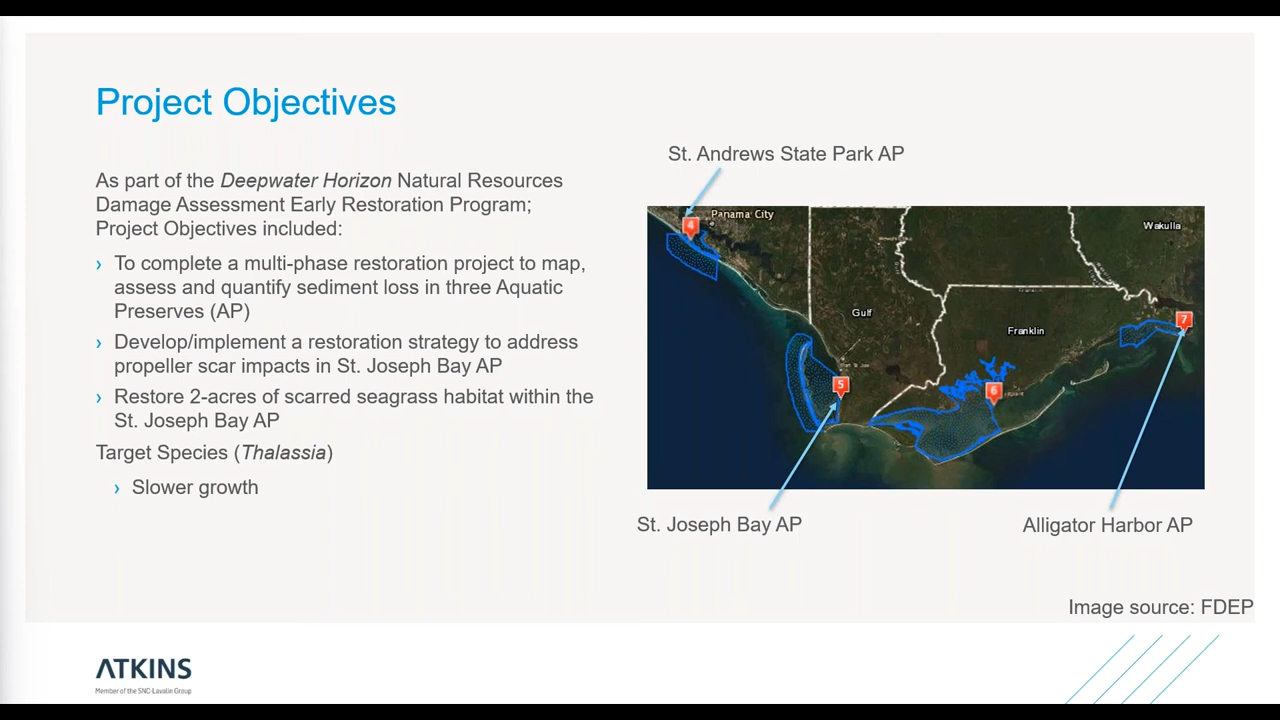 Project Objectives
St. Andrews State Park AP
As part of the Deepwater Horizon Natural Resources
Damage Assessment Early Restoration Program;
Project Objectives included:
› To complete a multi-phase restoration project to map,
assess and quantify sediment loss in three Aquatic
Preserves (AP)
› Develop/implement a restoration strategy to address
propeller scar impacts in St. Joseph Bay AP
› Restore 2-acres of scarred seagrass habitat within the
St. Joseph Bay AP
Target Species (Thalassia)
› Slower growth
4
Panama City
Wakulla
Gulf
Franklin
7
5
6
St. Joseph Bay AP
Alligator Harbor AP
Image source: FDEP
ATKINS
Member of the SNC-Lavalin Group